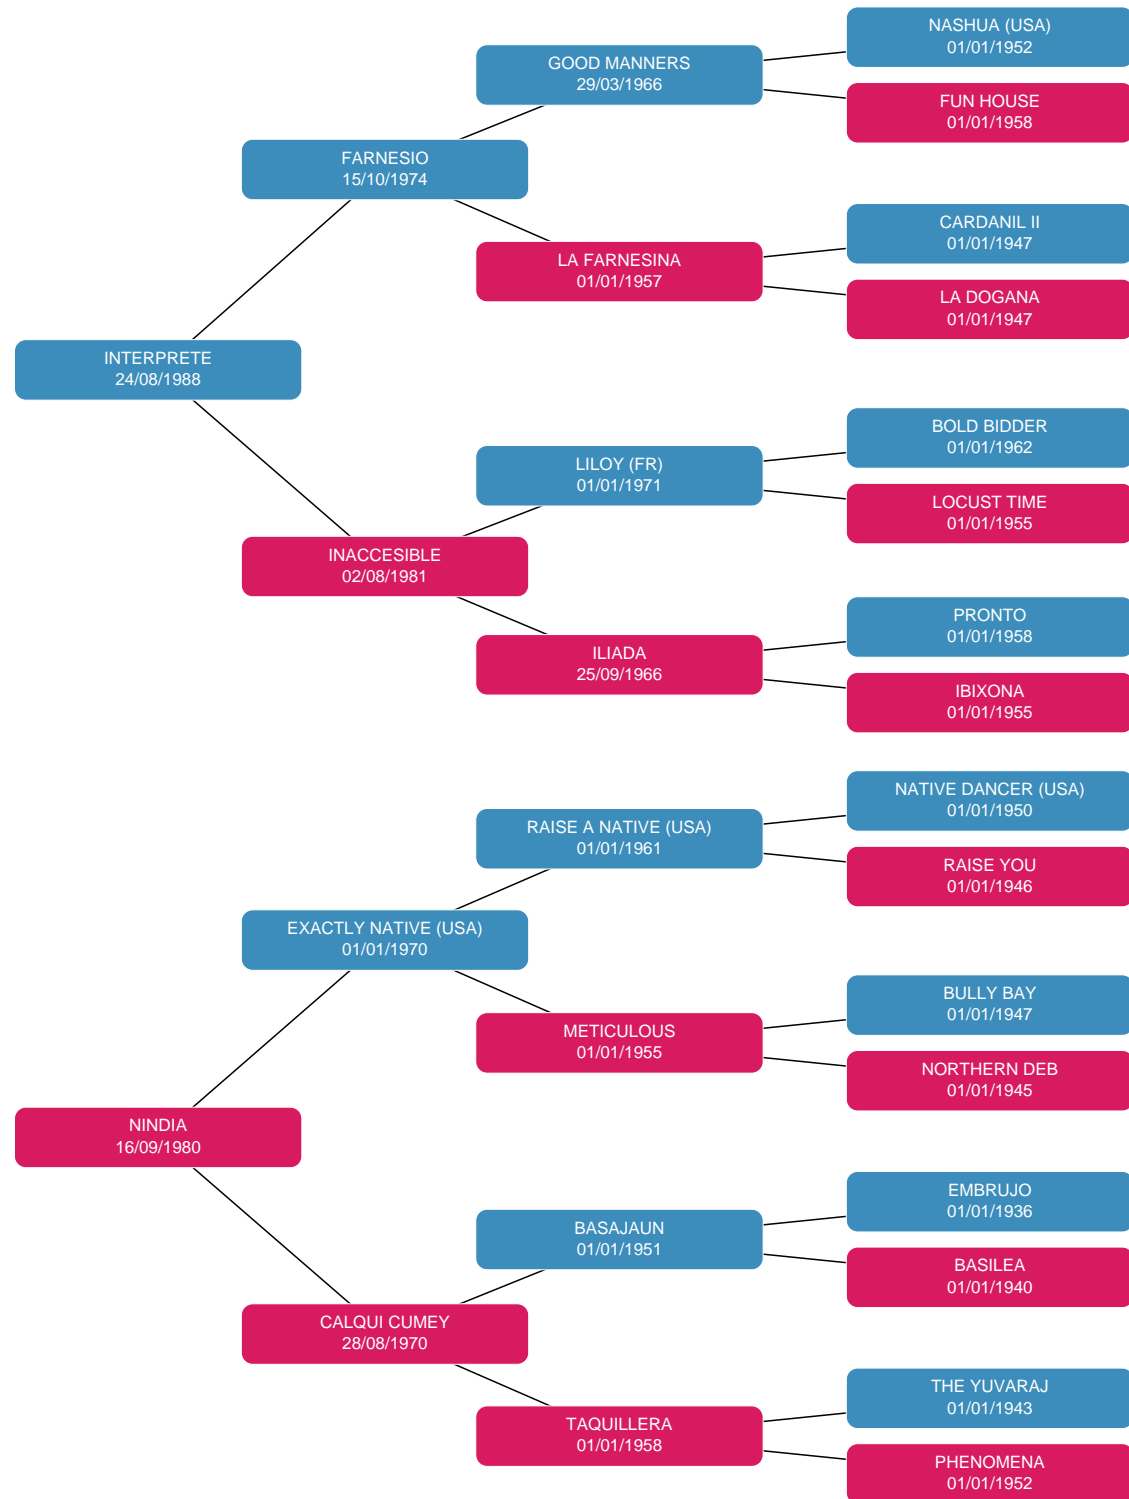 NASHUA (USA)
01/01/1952
GOOD MANNERS
29/03/1966
FUN HOUSE
01/01/1958
FARNESIO
15/10/1974
CARDANIL II
01/01/1947
LA FARNESINA
01/01/1957
LA DOGANA
01/01/1947
INTERPRETE
24/08/1988
BOLD BIDDER
01/01/1962
LILOY (FR)
01/01/1971
LOCUST TIME
01/01/1955
INACCESIBLE
02/08/1981
PRONTO
01/01/1958
ILIADA
25/09/1966
IBIXONA
01/01/1955
NATIVE DANCER (USA)
01/01/1950
RAISE A NATIVE (USA)
01/01/1961
RAISE YOU
01/01/1946
EXACTLY NATIVE (USA)
01/01/1970
BULLY BAY
01/01/1947
METICULOUS
01/01/1955
NORTHERN DEB
01/01/1945
NINDIA
16/09/1980
EMBRUJO
01/01/1936
BASAJAUN
01/01/1951
BASILEA
01/01/1940
CALQUI CUMEY
28/08/1970
THE YUVARAJ
01/01/1943
TAQUILLERA
01/01/1958
PHENOMENA
01/01/1952